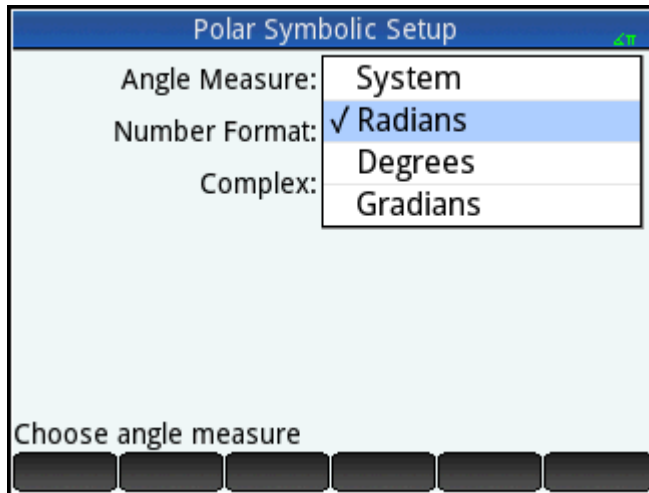 Polar Symbolic Setup
∡π
Angle Measure:
System
Number Format:
√ Radians
Degrees
Complex:
Gradians
Choose angle measure